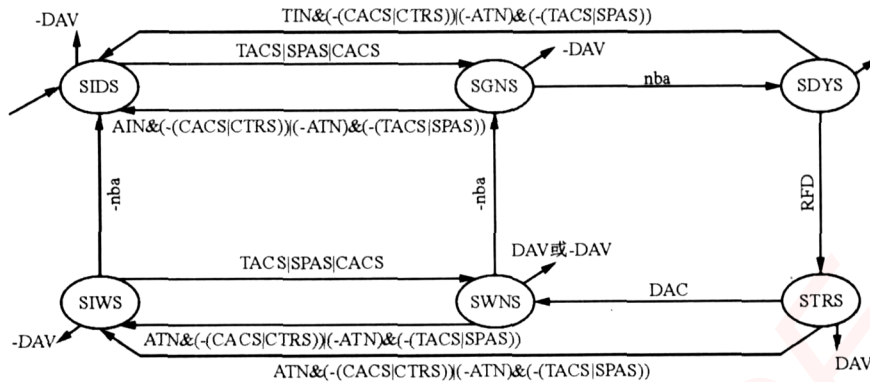 TIN&(-(CACS|CTRS))|(-ATN)&(-(TACS|SPAS))
-DAV
TACS|SPAS|CACS
-DAV
SIDS
SGNS
nba
SDYS
AIN&(-(CACS|CTRS))|(-ATN)&(-(TACS|SPAS))
-nba
-nba
RFD
DAV或-DAV
TACS|SPAS|CACS
SIWS
SWNS
DAC
STRS
-DAV
ATN&(-(CACS|CTRS))|(-ATN)&(-(TACS|SPAS))
DAV
ATN&(-(CACS|CTRS))|(-ATN)&(-(TACS|SPAS))